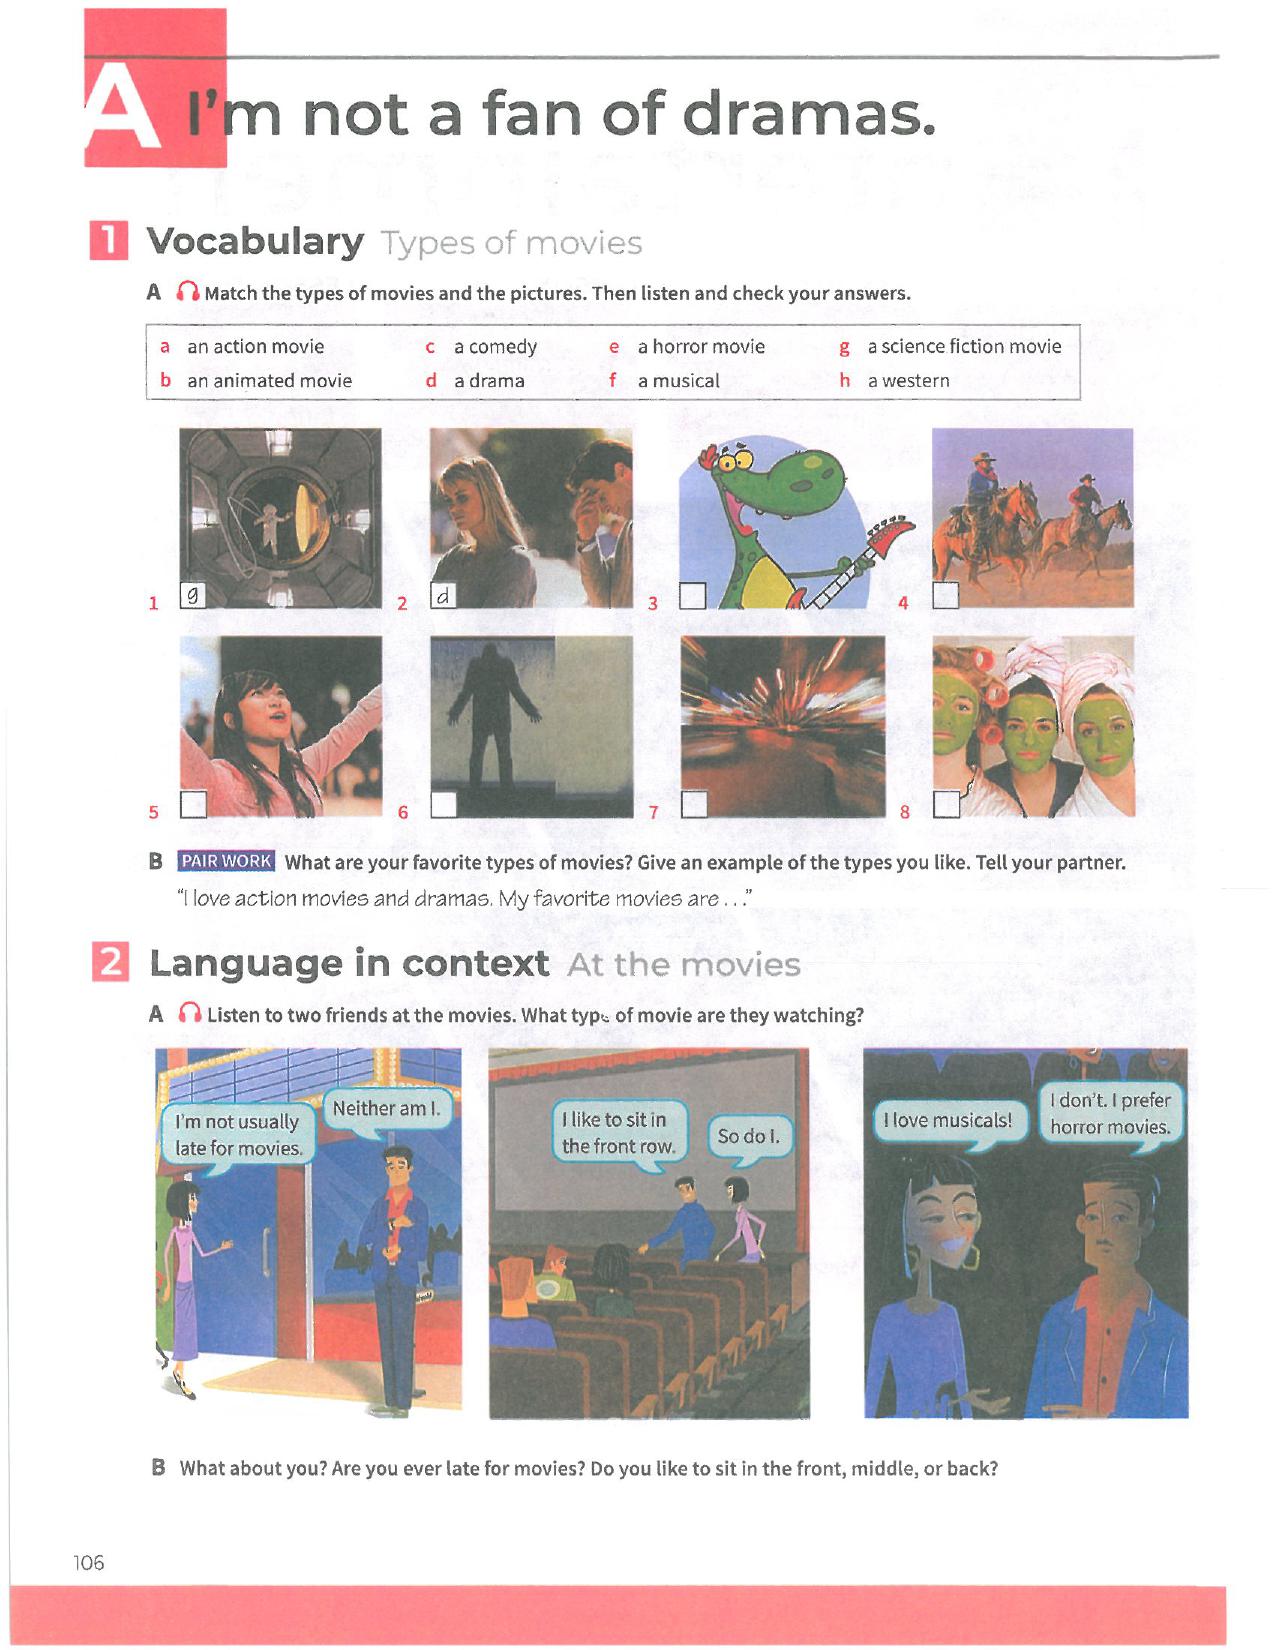 A I'm not a fan of dramas.
1 Vocabulary Types of movies
A Match the types of movies and the pictures. Then listen and check your answers.
a an action movie c a comedy e a horror movie g a science fiction movie
b an animated movie d a drama f a musical h a western
1 g 2 d 3 4
5 6 7 8
B PAIR WORK What are your favorite types of movies? Give an example of the types you like. Tell your partner.
"I love action movies and dramas. My favorite movies are . . ."
2 Language in context At the movies
A Listen to two friends at the movies. What type of movie are they watching?
I'm not usually
late for movies.
Neither am I.
I like to sit in
the front row.
So do I.
I love musicals!
I don't. I prefer
horror movies.
B What about you? Are you ever late for movies? Do you like to sit in the front, middle, or back?
106